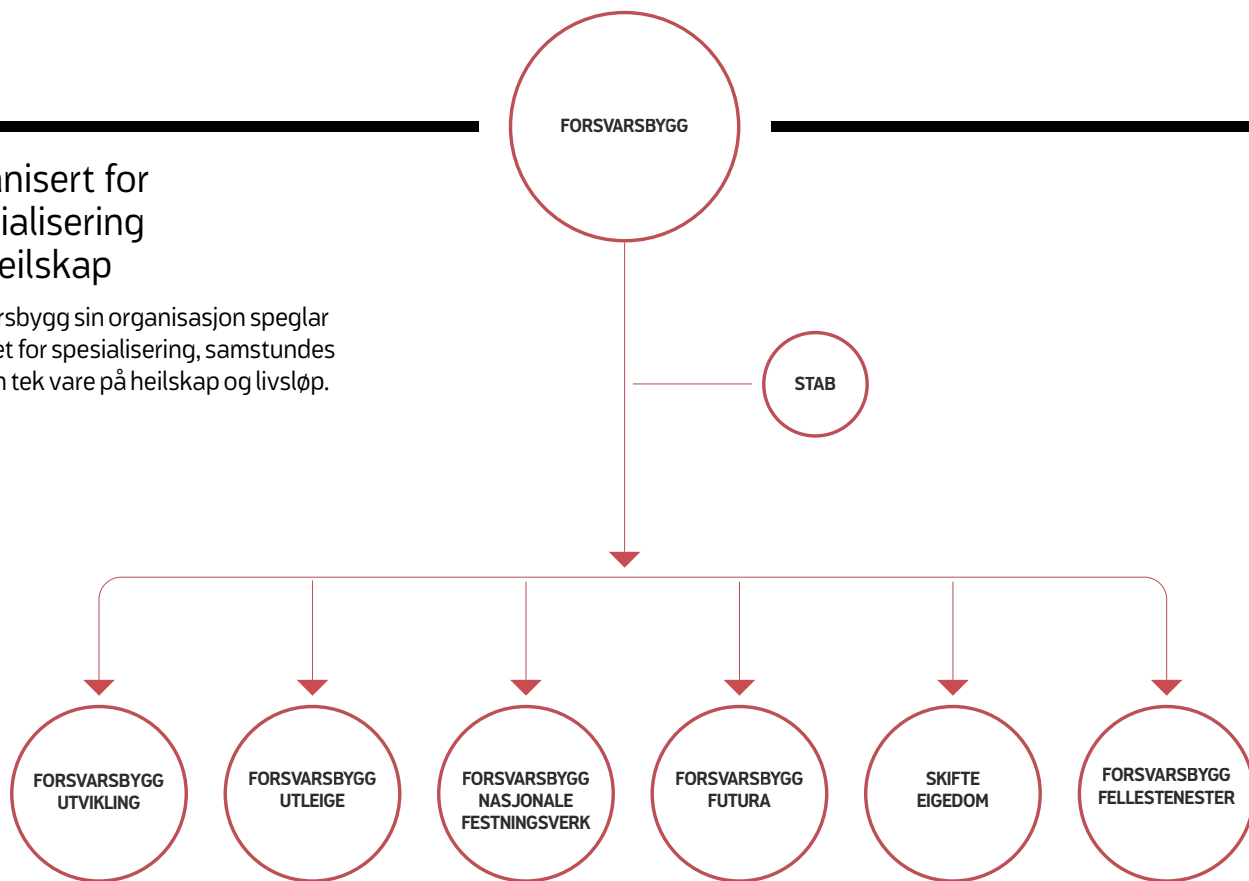 FORSVARSBYGG
anisert for
ialisering
eilskap
rsbygg sin organisasjon speglar
et for spesialisering, samstundes
n tek vare på heilskap og livsløp.
STAB
FORSVARSBYGG
UTVIKLING
FORSVARSBYGG
UTLEIGE
FORSVARSBYGG
NASJONALE
FESTNINGSVERK
FORSVARSBYGG
FUTURA
SKIFTE
EIGEDOM
FORSVARSBYGG
FELLESTENESTER